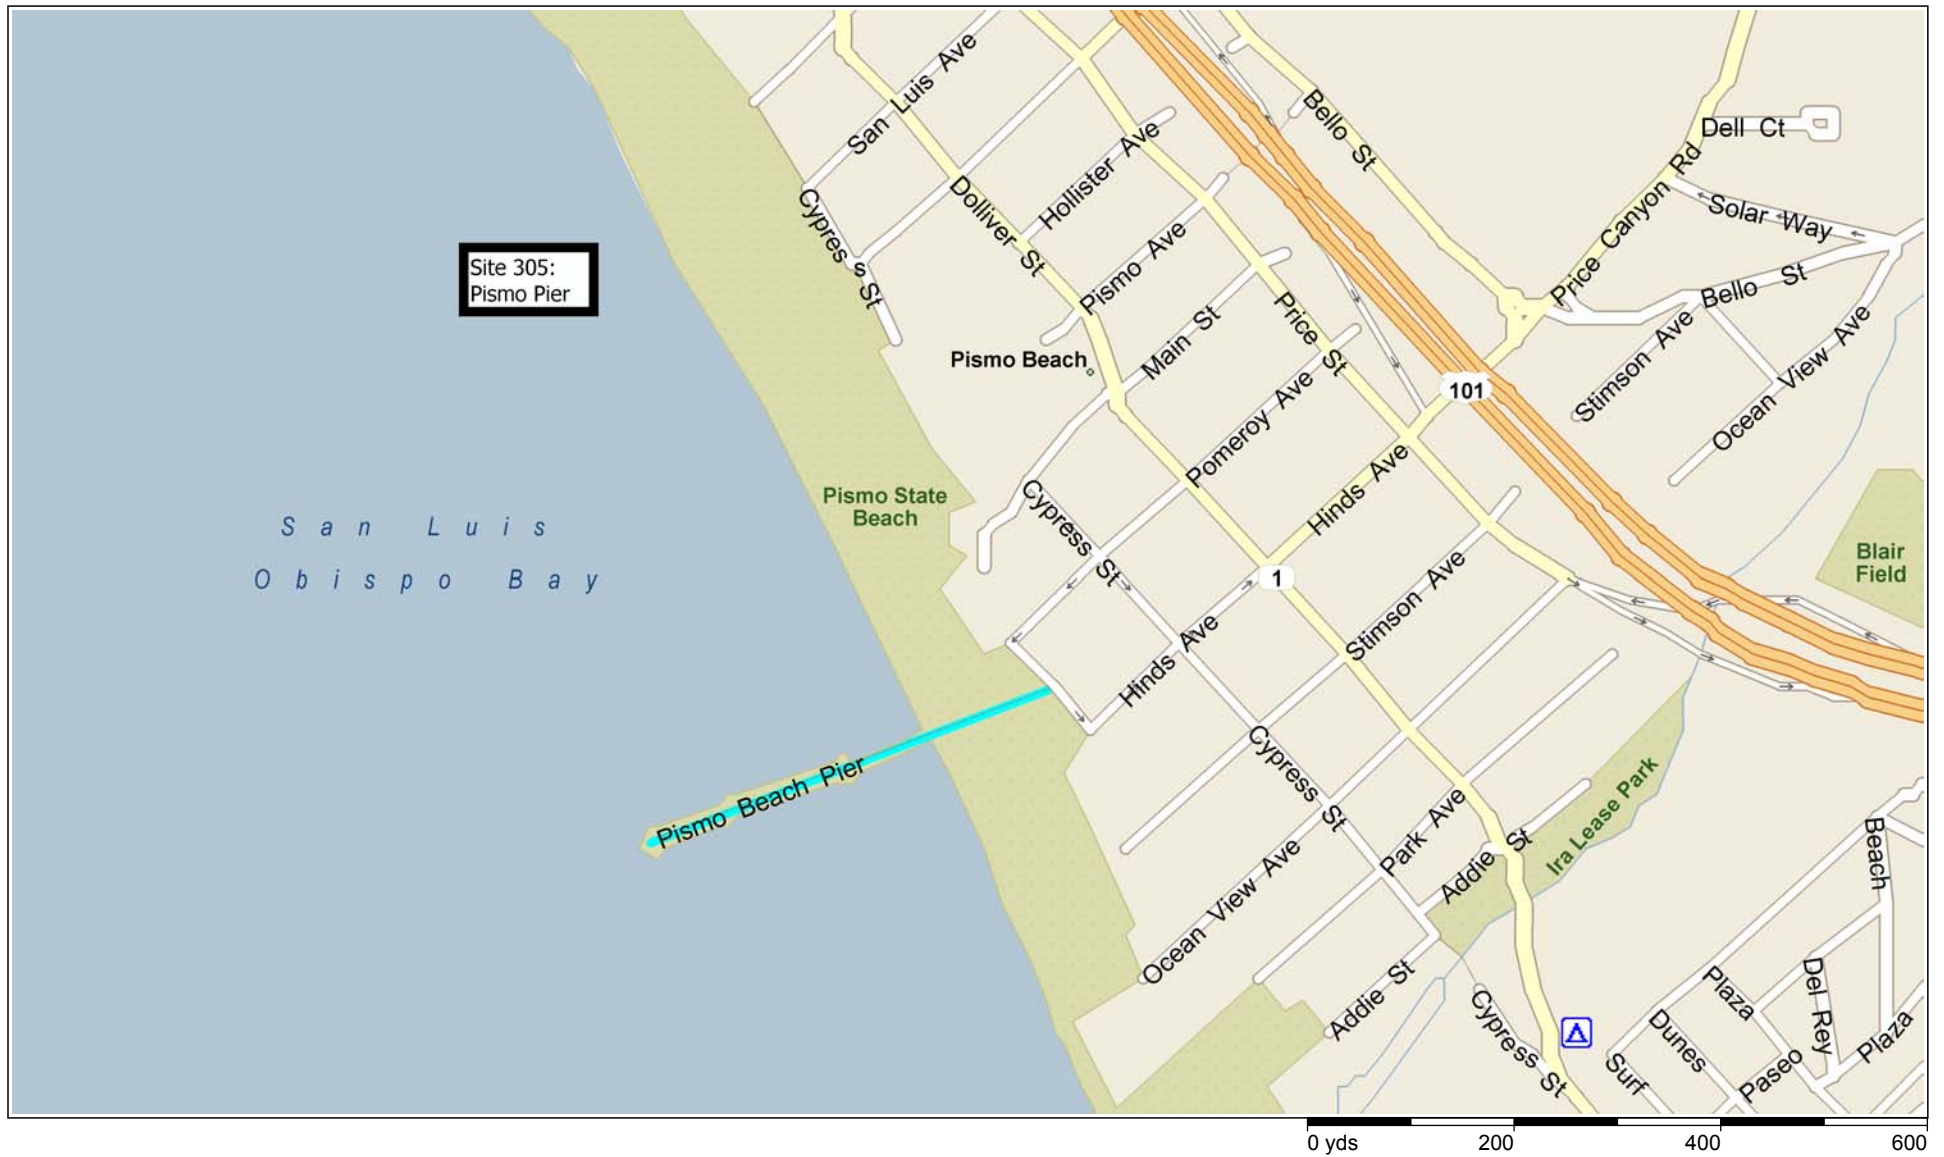 San Luis Ave
Bello St
Dell Ct
Hollister Ave
Price Canyon Rd
Dolliver St
Cypress St
Solar Way
Site 305:
Pismo Pier
Pismo Ave
Bello St
Main St
Price St
Stimson Ave
Ocean View Ave
Pismo Beach
101
Pomeroy Ave
Hinds Ave
Pismo State
Beach
Cypress St
San Luis
Obispo Bay
Blair
Field
1
Stimson Ave
Hinds Ave
Pismo Beach Pier
Cypress St
Ira Lease Park
Park Ave
Addie St
Beach
Ocean View Ave
Addie St
Cypress St
Plaza
Del Rey
Dunes
Plaza
Surf
Paseo
0 yds 200 400 600